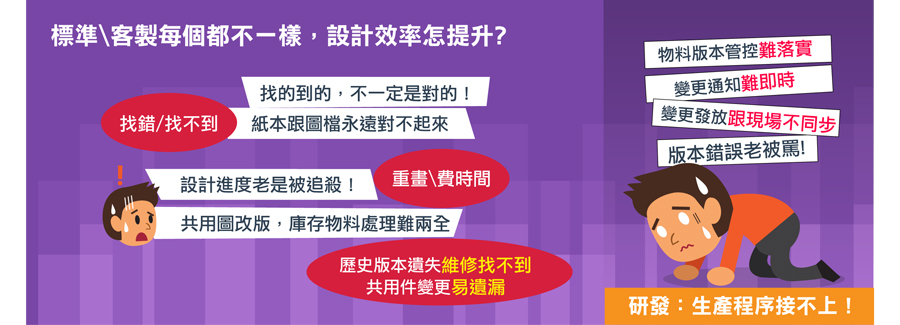 標準\客製每個都不一樣，設計效率怎提升?
找的到的，不一定是對的！
找錯/找不到
紙本跟圖檔永遠對不起來
設計進度老是被追殺！
重畫\費時間
共用圖改版，庫存物料處理難兩全
歷史版本遺失維修找不到
共用件變更易遺漏
物料版本管控難落實
變更通知難即時
變更發放跟現場不同步
版本錯誤老被罵!
研發：生產程序接不上！